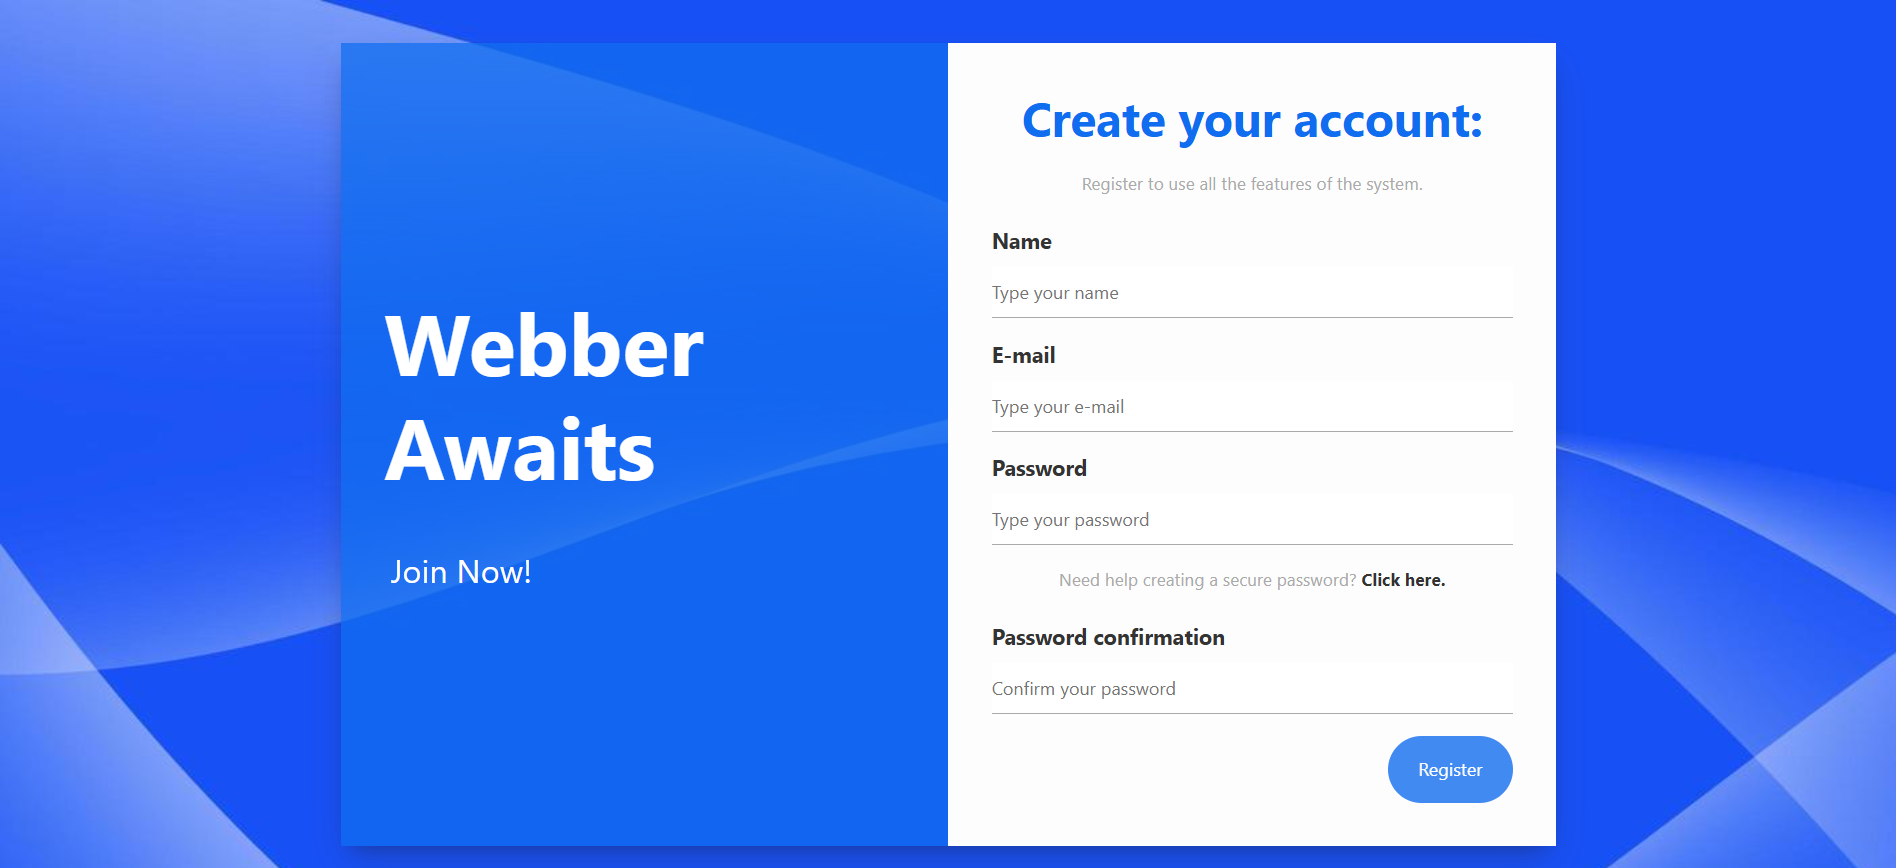 Webber
Awaits
Join Now!
Create your account:
Register to use all the features of the system.
Name
Type your name
E-mail
Type your e-mail
Password
Type your password
Need help creating a secure password? Click here.
Password confirmation
Confirm your password
Register